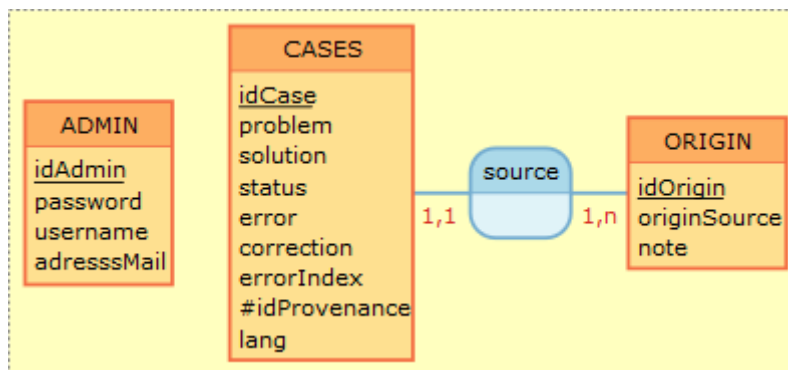 ADMIN
idAdmin
password
username
adresssMail
CASES
idCase
problem
solution
status
error
correction
errorIndex
#idProvenance
lang
1,1
source
1,n
ORIGIN
idOrigin
originSource
note